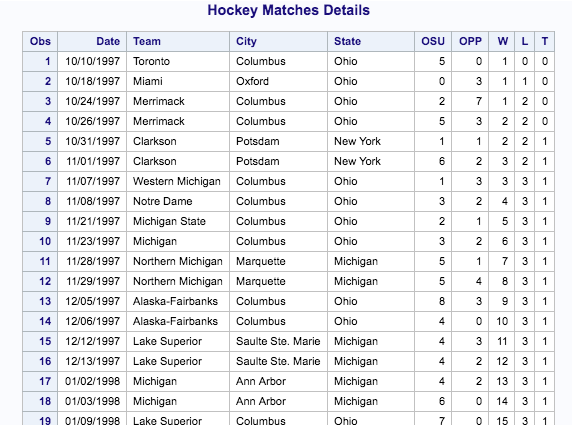 Hockey Matches Details
Obs Date Team City State OSU OPP W L T
1 10/10/1997 Toronto Columbus Ohio 5 0 1 0 0
2 10/18/1997 Miami Oxford Ohio 0 3 1 1 0
3 10/24/1997 Merrimack Columbus Ohio 2 7 1 2 0
4 10/26/1997 Merrimack Columbus Ohio 5 3 2 2 0
5 10/31/1997 Clarkson Potsdam New York 1 1 2 2 1
6 11/01/1997 Clarkson Potsdam New York 6 2 3 2 1
7 11/07/1997 Western Michigan Columbus Ohio 1 3 3 3 1
8 11/08/1997 Notre Dame Columbus Ohio 3 2 4 3 1
9 11/21/1997 Michigan State Columbus Ohio 2 1 5 3 1
10 11/23/1997 Michigan Columbus Ohio 3 2 6 3 1
11 11/28/1997 Northern Michigan Marquette Michigan 5 1 7 3 1
12 11/29/1997 Northern Michigan Marquette Michigan 5 4 8 3 1
13 12/05/1997 Alaska-Fairbanks Columbus Ohio 8 3 9 3 1
14 12/06/1997 Alaska-Fairbanks Columbus Ohio 4 0 10 3 1
15 12/12/1997 Lake Superior Saulte Ste. Marie Michigan 4 3 11 3 1
16 12/13/1997 Lake Superior Saulte Ste. Marie Michigan 4 2 12 3 1
17 01/02/1998 Michigan Ann Arbor Michigan 4 2 13 3 1
18 01/03/1998 Michigan Ann Arbor Michigan 6 0 14 3 1
19 01/09/1998 Lake Superior Columbus Ohio 7 0 15 3 1